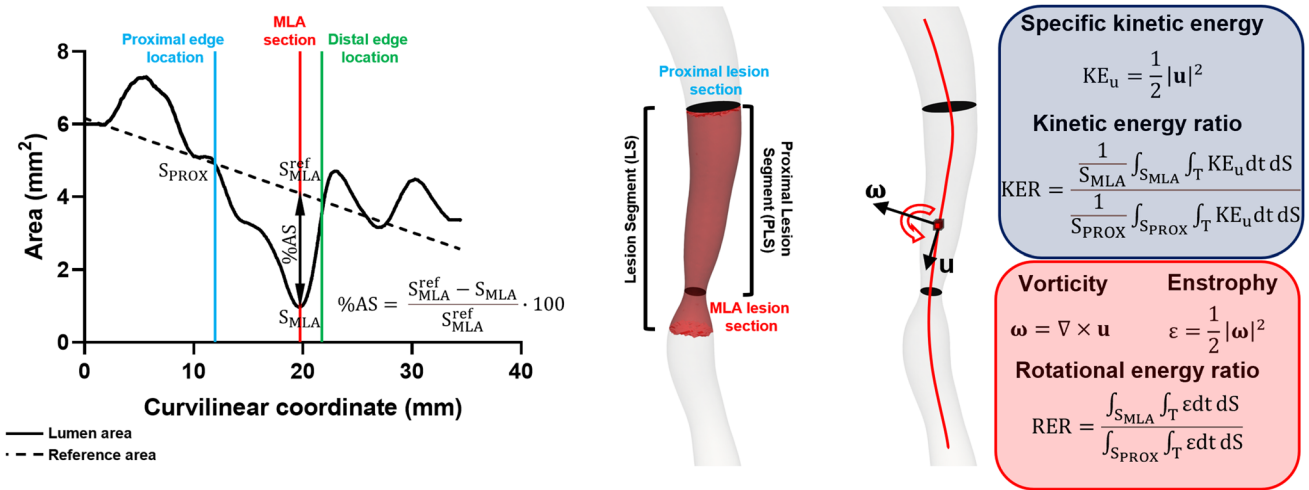 Proximal edge
location
MLA
section
Distal edge
location
8
6
4
2
0
Area (mm²)
S_PROX
S_MLA^ref
%AS
S_MLA
%AS = (S_MLA^ref − S_MLA) / S_MLA^ref · 100
0
10
20
30
40
Curvilinear coordinate (mm)
Lumen area
Reference area
Proximal lesion
section
Lesion Segment (LS)
Proximal Lesion
Segment (PLS)
MLA lesion
section
ω
u
Specific kinetic energy
KE_u = 1/2 |u|²
Kinetic energy ratio
KER = (1/S_MLA ∫_S_MLA ∫_T KE_u dt dS) / (1/S_PROX ∫_S_PROX ∫_T KE_u dt dS)
Vorticity
ω = ∇ × u
Enstrophy
ε = 1/2 |ω|²
Rotational energy ratio
RER = (∫_S_MLA ∫_T εdt dS) / (∫_S_PROX ∫_T εdt dS)